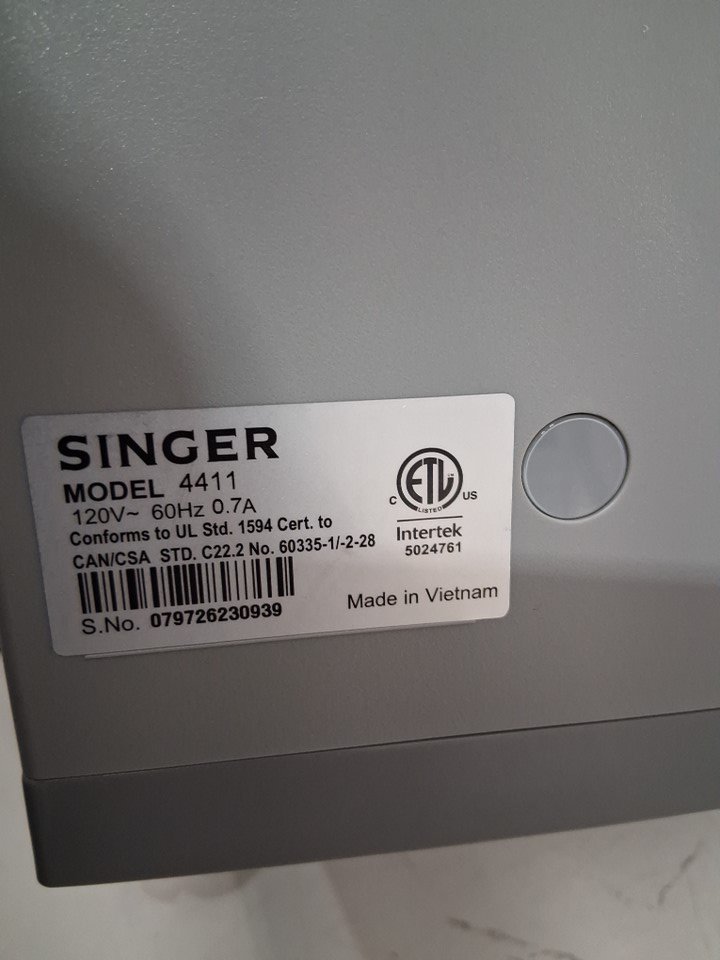 SINGER
MODEL 4411
120V~ 60Hz 0.7A
Conforms to UL Std. 1594 Cert. to
CAN/CSA STD. C22.2 No. 60335-1/-2-28
S.No. 079726230939
C ETL US
LISTED
Intertek
5024761
Made in Vietnam